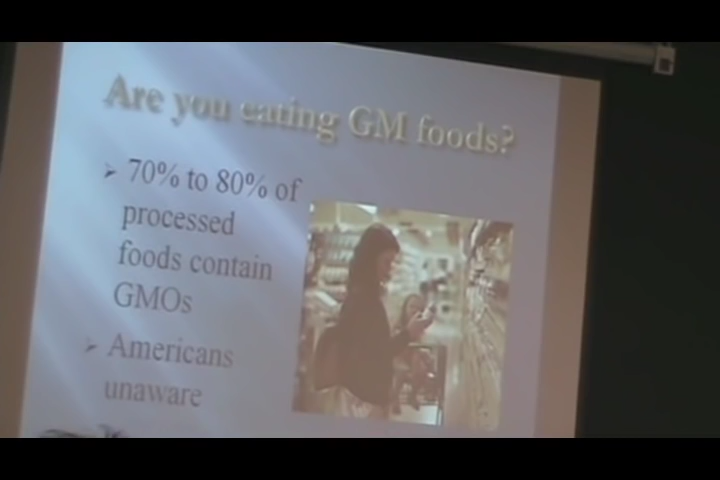 Are you eating GM foods?
➢ 70% to 80% of
processed
foods contain
GMOs
➢ Americans
unaware